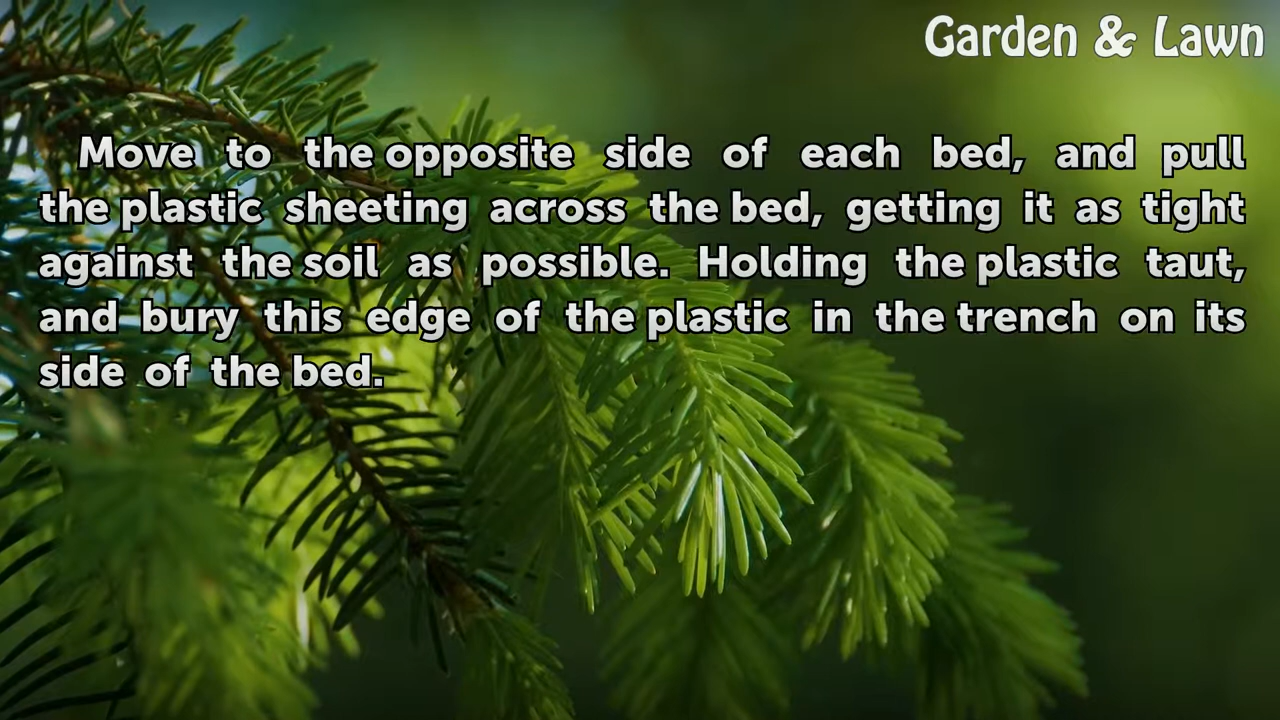 Garden & Lawn
Move to the opposite side of each bed, and pull
the plastic sheeting across the bed, getting it as tight
against the soil as possible. Holding the plastic taut,
and bury this edge of the plastic in the trench on its
side of the bed.